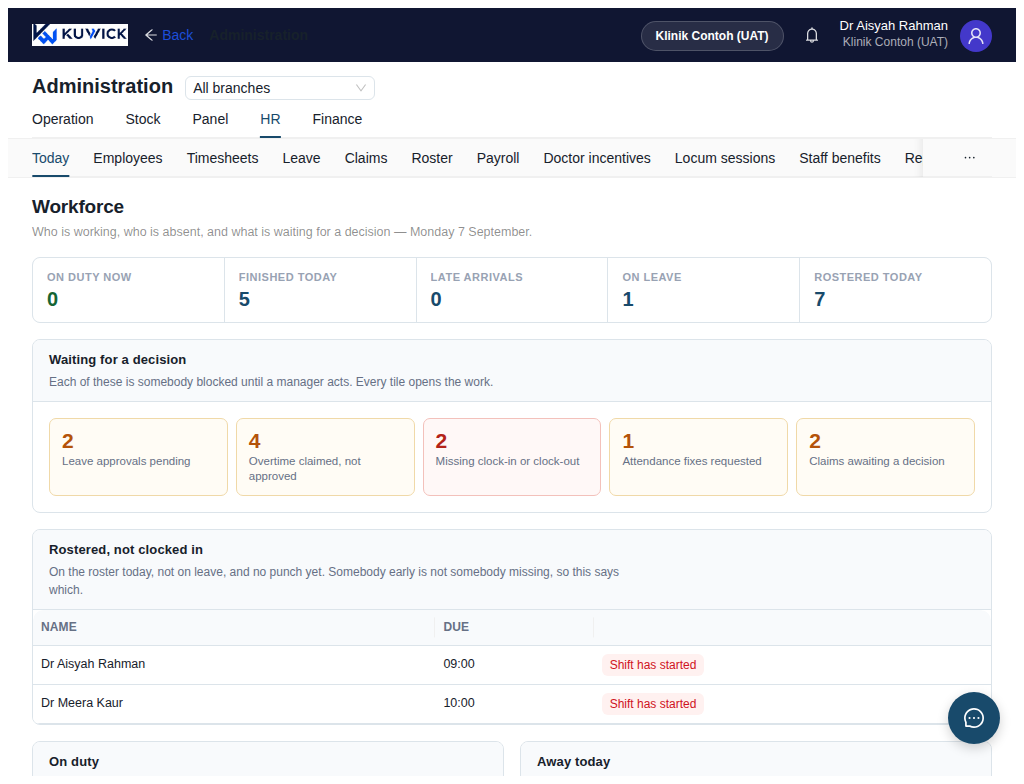 KUWICK
Back Administration
Klinik Contoh (UAT)
Dr Aisyah Rahman
Klinik Contoh (UAT)
Administration
All branches
Operation Stock Panel HR Finance
Today Employees Timesheets Leave Claims Roster Payroll Doctor incentives Locum sessions Staff benefits Re ...
Workforce
Who is working, who is absent, and what is waiting for a decision — Monday 7 September.
ON DUTY NOW FINISHED TODAY LATE ARRIVALS ON LEAVE ROSTERED TODAY
0 5 0 1 7
Waiting for a decision
Each of these is somebody blocked until a manager acts. Every tile opens the work.
2 4 2 1 2
Leave approvals pending
Overtime claimed, not
approved
Missing clock-in or clock-out
Attendance fixes requested
Claims awaiting a decision
Rostered, not clocked in
On the roster today, not on leave, and no punch yet. Somebody early is not somebody missing, so this says
which.
NAME DUE
Dr Aisyah Rahman 09:00 Shift has started
Dr Meera Kaur 10:00 Shift has started
On duty Away today